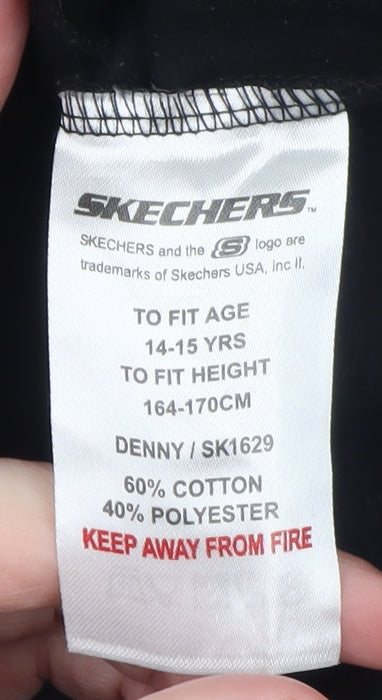 SKECHERS™
SKECHERS and the S logo are
trademarks of Skechers USA, inc II.
TO FIT AGE
14-15 YRS
TO FIT HEIGHT
164-170CM
DENNY / SK1629
60% COTTON
40% POLYESTER
KEEP AWAY FROM FIRE